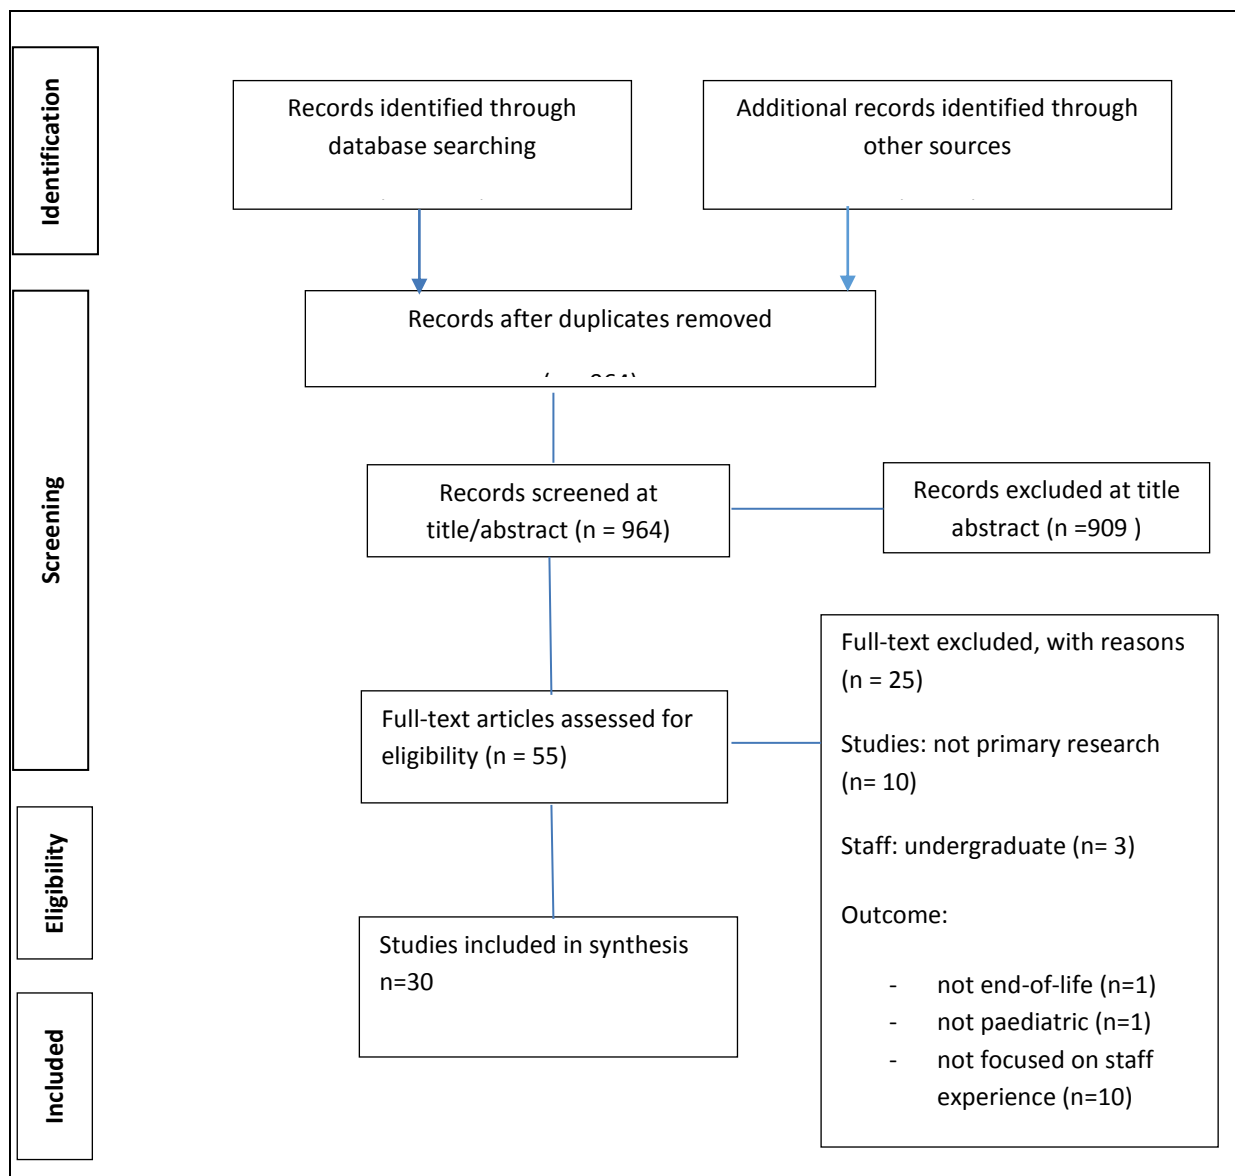 Identification
Records identified through
database searching
Additional records identified through
other sources
Records after duplicates removed
Screening
Records screened at
title/abstract (n = 964)
Records excluded at title
abstract (n =909 )
Full-text articles assessed for
eligibility (n = 55)
Full-text excluded, with reasons
(n = 25)
Studies: not primary research
(n= 10)
Staff: undergraduate (n= 3)
Outcome:
- not end-of-life (n=1)
- not paediatric (n=1)
- not focused on staff
experience (n=10)
Eligibility
Studies included in synthesis
n=30
Included